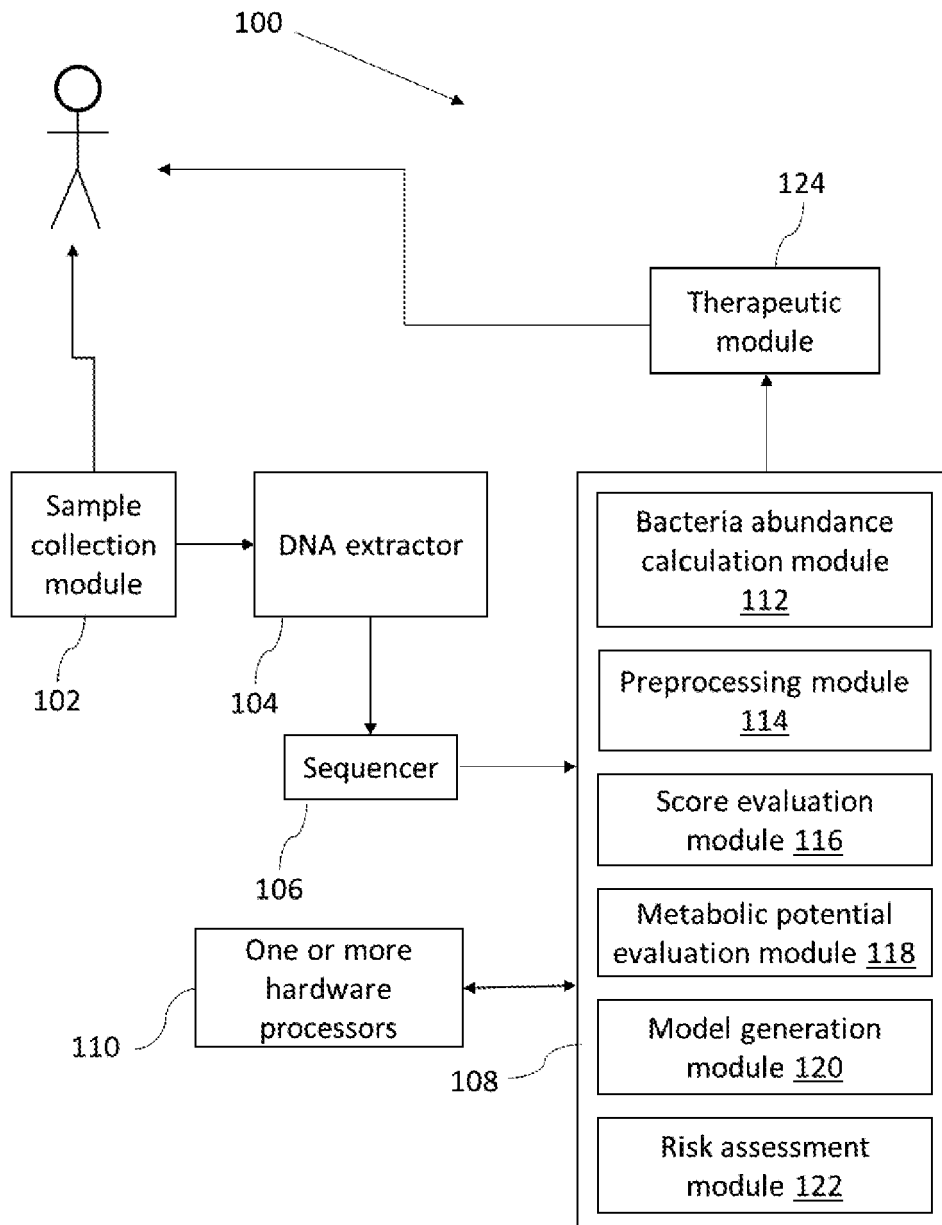 100
124
Therapeutic
module
Sample
collection
module
DNA extractor
Bacteria abundance
calculation module
112
102
104
Preprocessing module
114
Sequencer
106
Score evaluation
module 116
Metabolic potential
evaluation module 118
One or more
hardware
processors
110
108
Model generation
module 120
Risk assessment
module 122